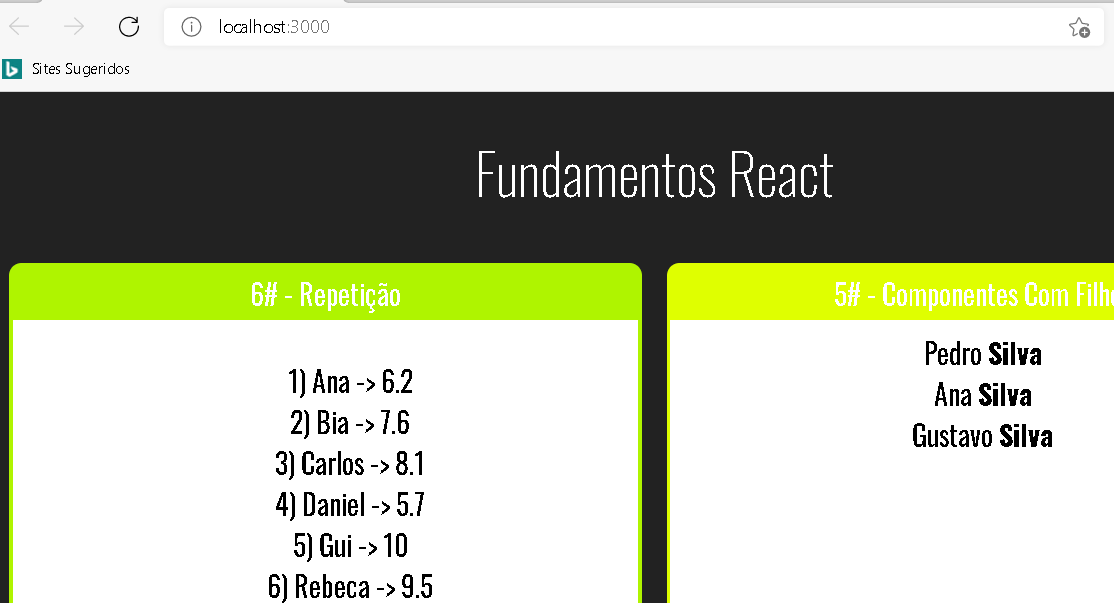 localhost:3000
Sites Sugeridos
Fundamentos React
6# - Repetição
1) Ana -> 6.2
2) Bia -> 7.6
3) Carlos -> 8.1
4) Daniel -> 5.7
5) Gui -> 10
6) Rebeca -> 9.5
5# - Componentes Com Filh
Pedro Silva
Ana Silva
Gustavo Silva